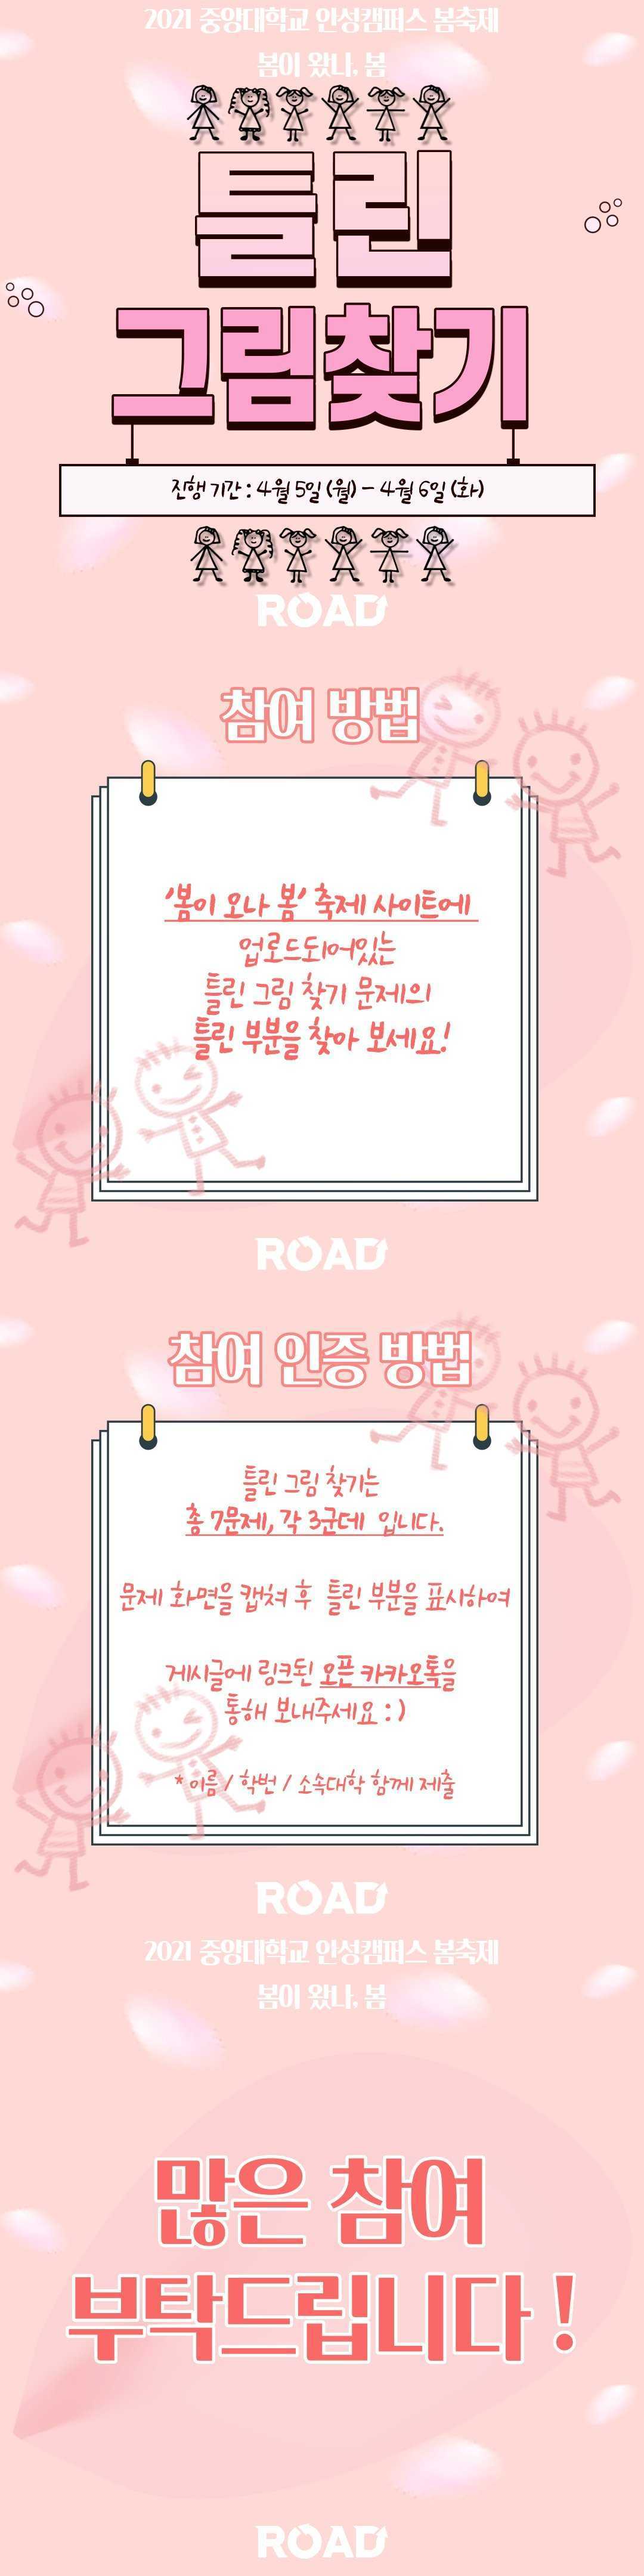 2021 중앙대학교 안성캠퍼스 봄축제
봄이 왔나, 봄
틀린
그림찾기
진행 기간 : 4월 5일 (월) - 4월 6일 (화)
ROAD
참여 방법
'봄이 오나 봄' 축제 사이트에
업로드되어있는
틀린 그림 찾기 문제의
틀린 부분을 찾아 보세요!
ROAD
참여 인증 방법
틀린 그림 찾기는
총 7문제, 각 3군데 입니다.
문제 화면을 캡쳐 후 틀린 부분을 표시하여
게시글에 링크된 오픈 카카오톡을
통해 보내주세요 : )
* 이름 / 학번 / 소속대학 함께 제출
ROAD
2021 중앙대학교 안성캠퍼스 봄축제
봄이 왔나, 봄
많은 참여
부탁드립니다 !
ROAD